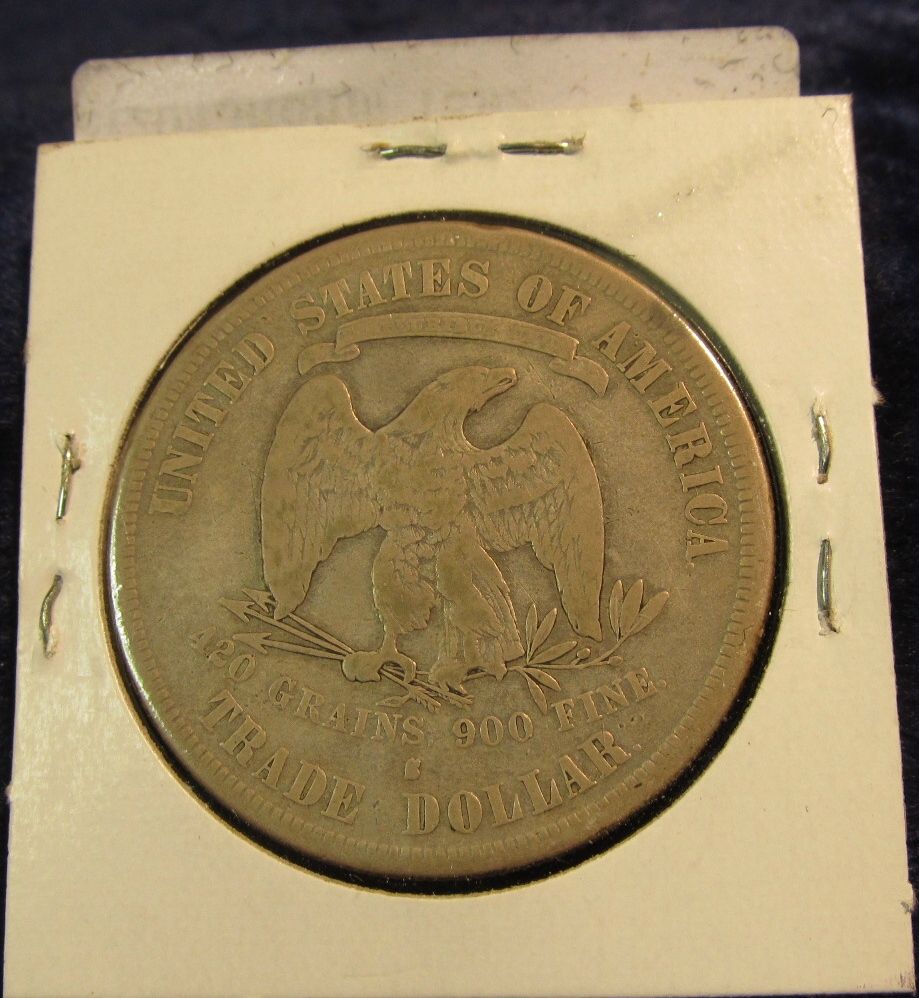 UNITED STATES OF AMERICA
420 GRAINS, 900 FINE.
S
TRADE DOLLAR.